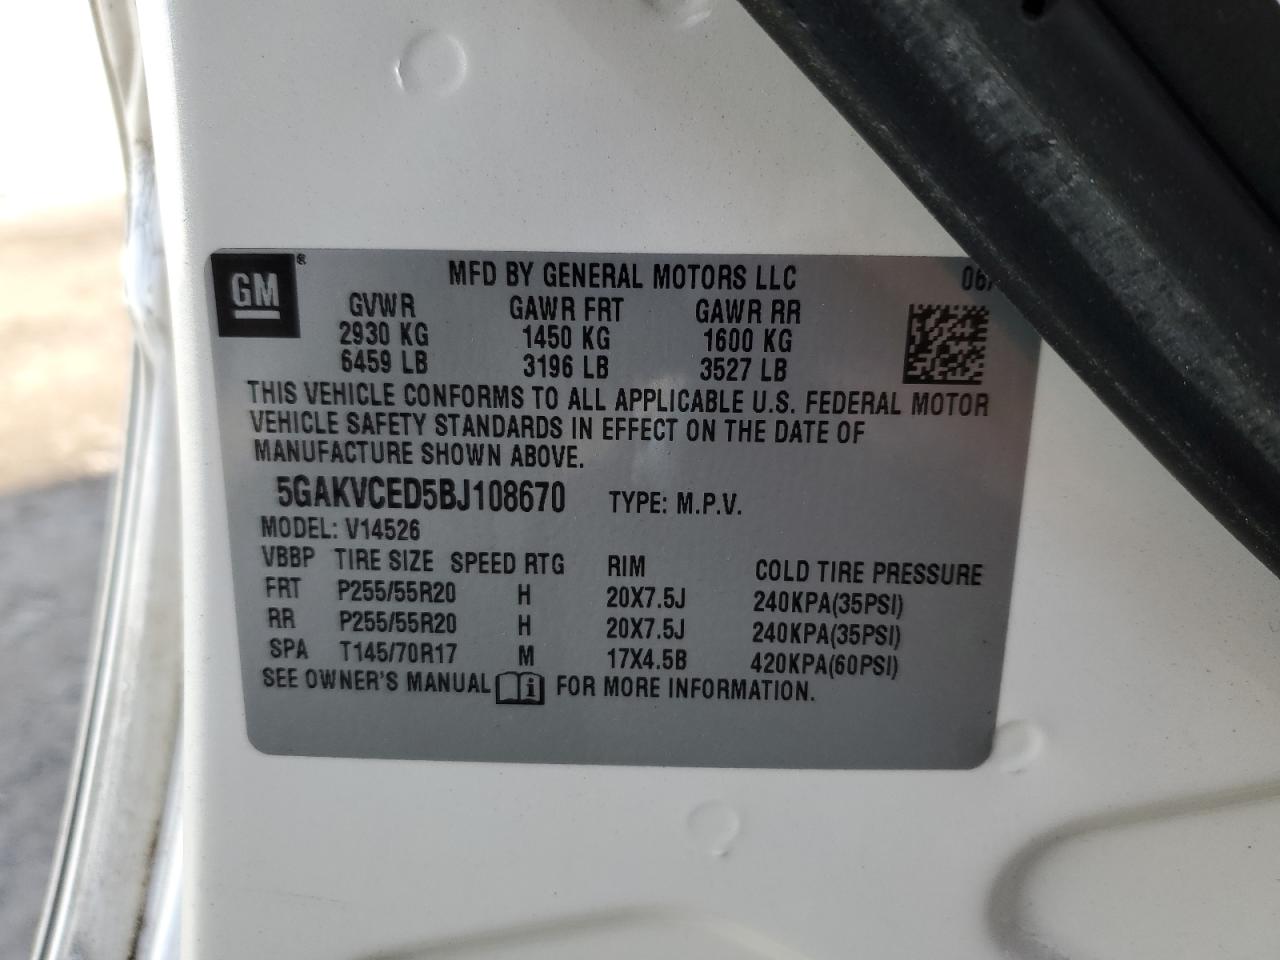 GM® MFD BY GENERAL MOTORS LLC 06/
GVWR GAWR FRT GAWR RR
2930 KG 1450 KG 1600 KG
6459 LB 3196 LB 3527 LB
THIS VEHICLE CONFORMS TO ALL APPLICABLE U.S. FEDERAL MOTOR
VEHICLE SAFETY STANDARDS IN EFFECT ON THE DATE OF
MANUFACTURE SHOWN ABOVE.
5GAKVCED5BJ108670 TYPE: M.P.V.
MODEL: V14526
VBBP TIRE SIZE SPEED RTG RIM COLD TIRE PRESSURE
FRT P255/55R20 H 20X7.5J 240KPA(35PSI)
RR P255/55R20 H 20X7.5J 240KPA(35PSI)
SPA T145/70R17 M 17X4.5B 420KPA(60PSI)
SEE OWNER'S MANUAL i FOR MORE INFORMATION.